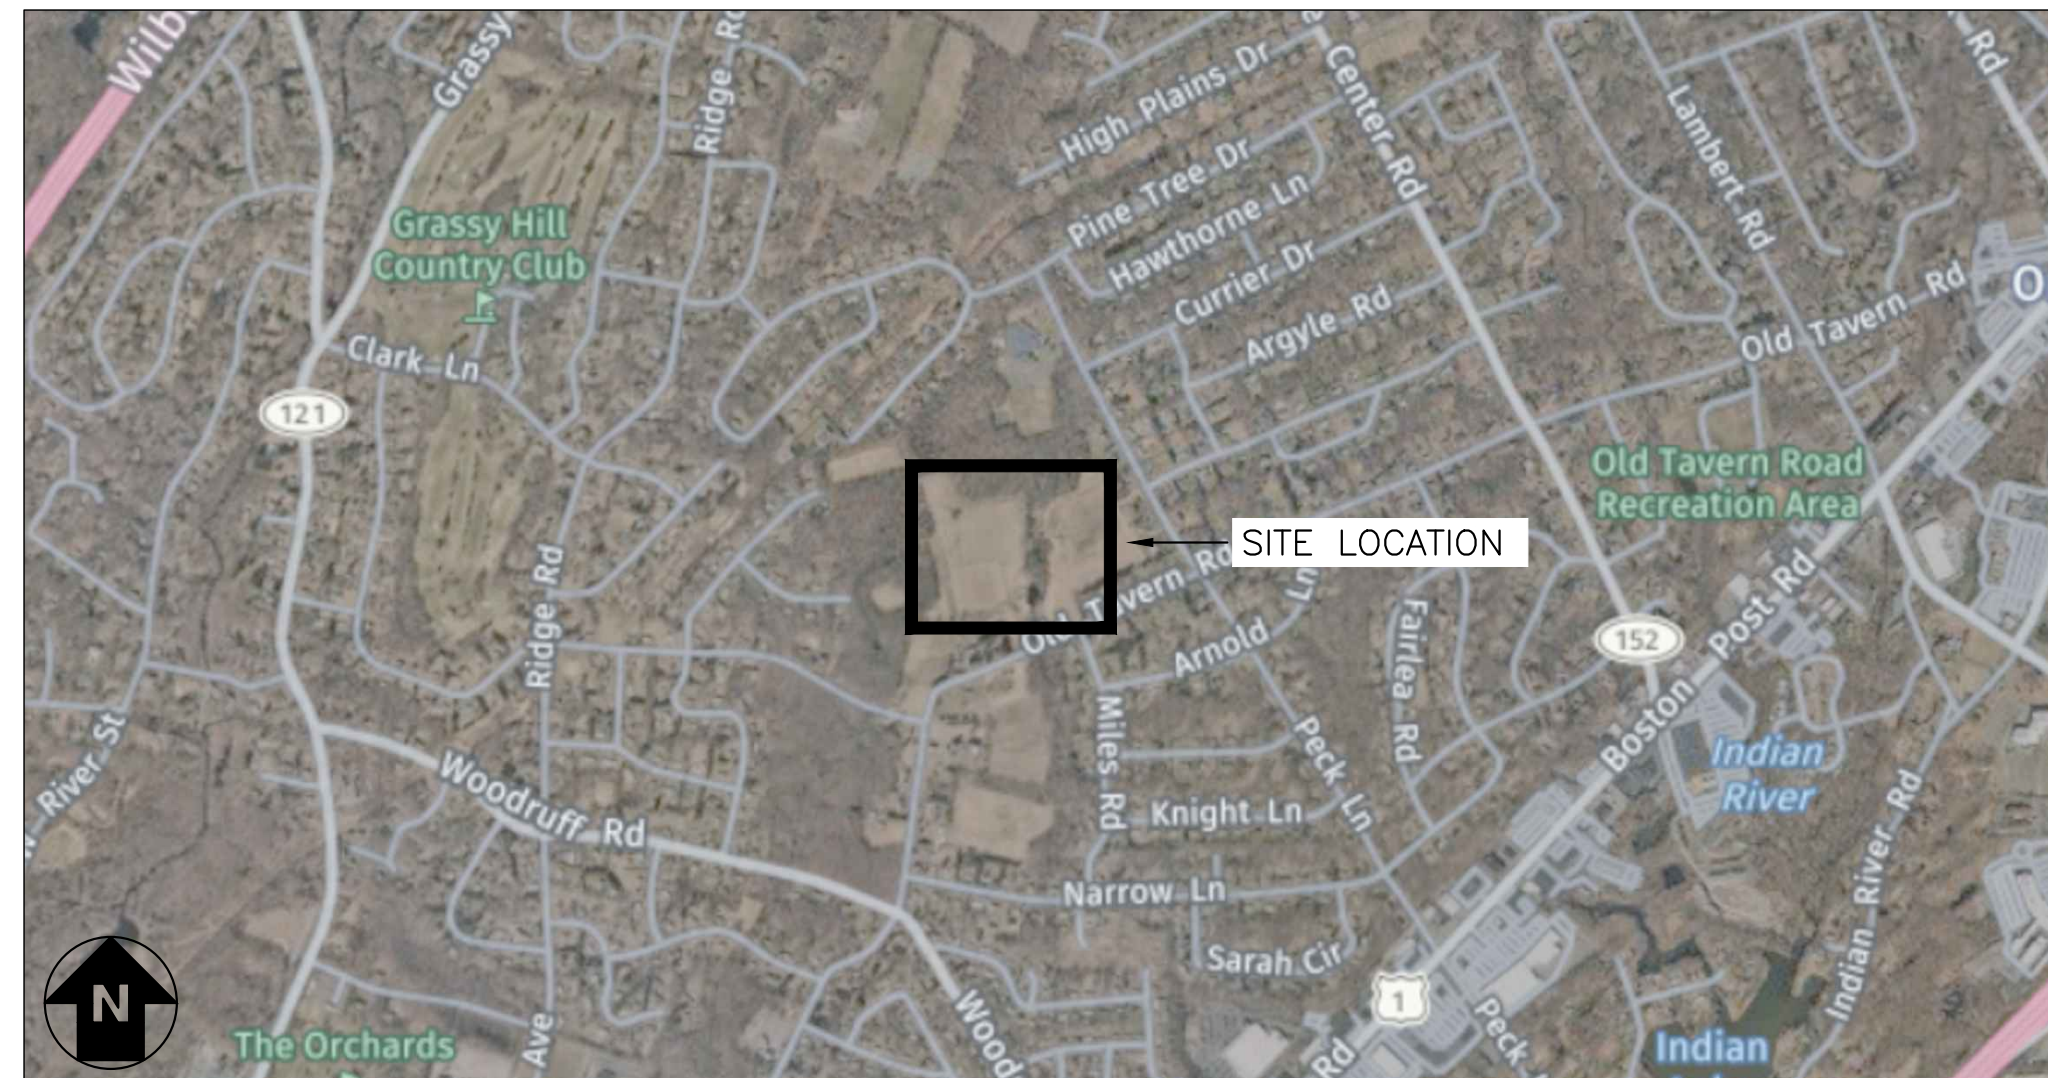 Wilb
Grassy
Ridge Rd
High Plains Dr
Center Rd
Rd
Lambert Rd
Pine Tree Dr
Hawthorne Ln
Grassy Hill
Country Club
Currier Dr
Argyle Rd
Old Tavern Rd
O
Clark Ln
121
Old Tavern Road
Recreation Area
SITE LOCATION
Old Tavern Rd
Ridge Rd
Arnold Ln
Fairlea Rd
152
Boston Post Rd
Miles Rd
Peck Ln
River St
Woodruff Rd
Indian
River
Knight Ln
Narrow Ln
Sarah Cir
Indian River Rd
N
1
The Orchards
Ave
Wood
Rd
Peck
Indian